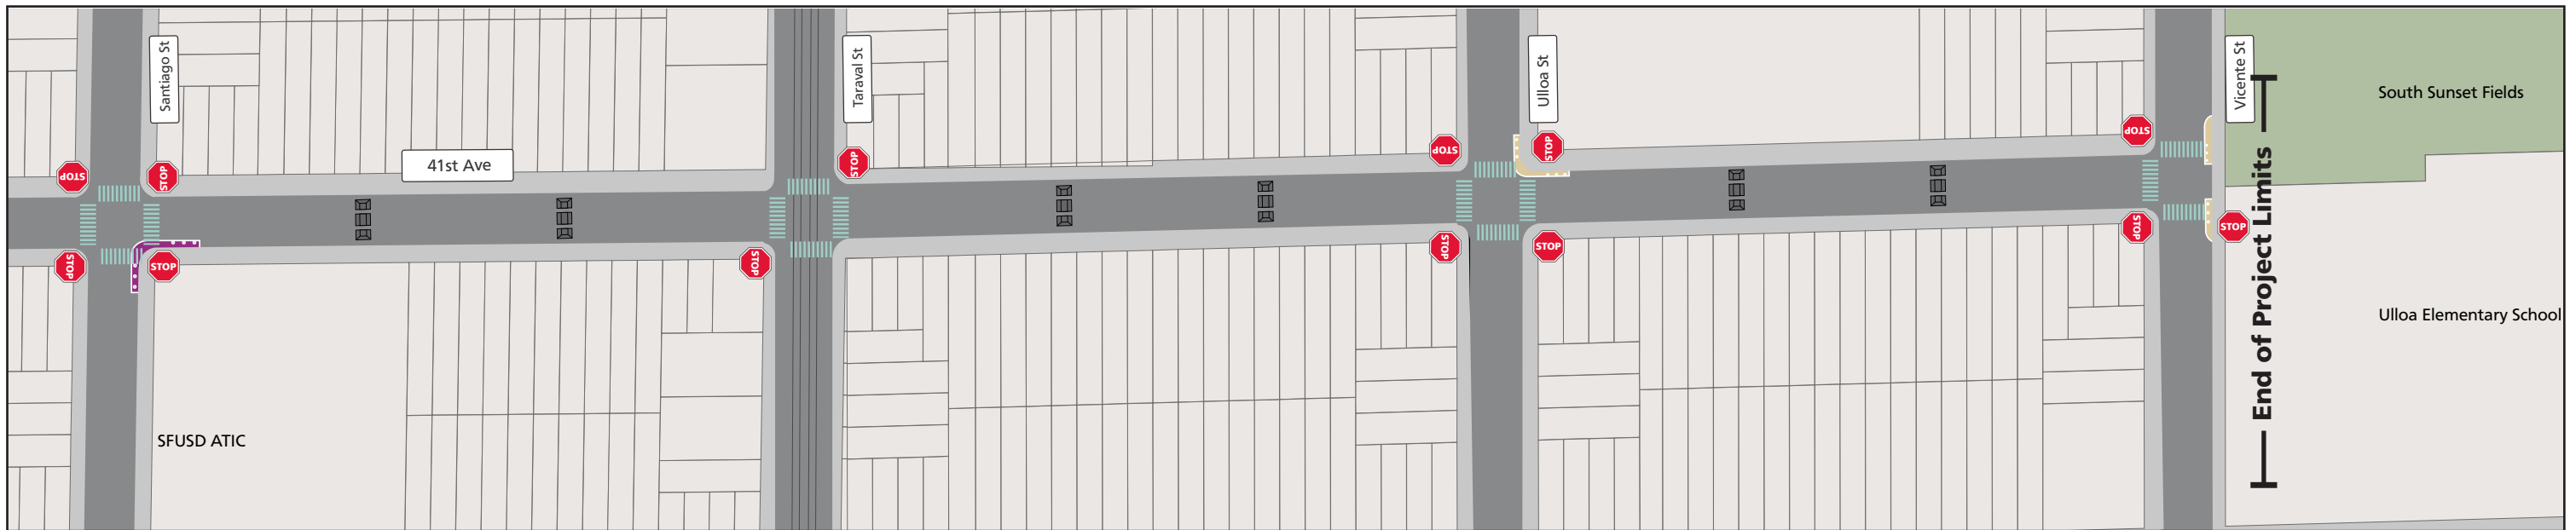 Santiago St
Taraval St
Ulloa St
Vicente St
South Sunset Fields
STOP
STOP
STOP
STOP
STOP
STOP
41st Ave
STOP
STOP
STOP
STOP
STOP
STOP
STOP
End of Project Limits
Ulloa Elementary School
SFUSD ATIC